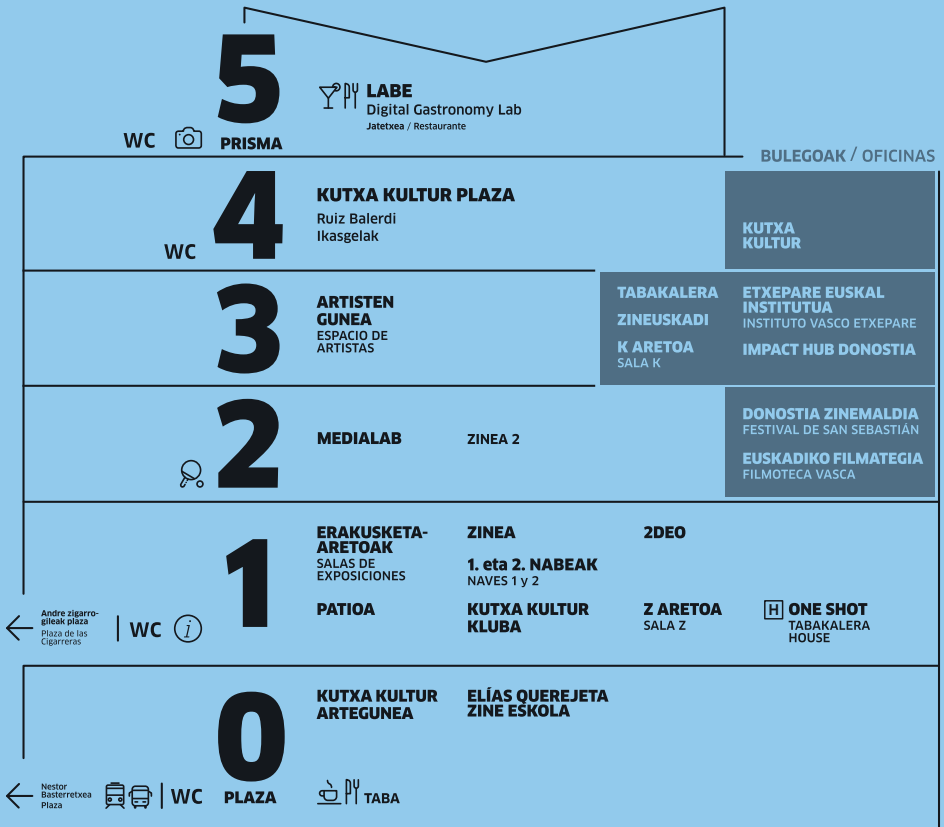 5
LABE
Digital Gastronomy Lab
Jatetxea / Restaurante
WC
PRISMA
BULEGOAK / OFICINAS
4
KUTXA KULTUR PLAZA
Ruiz Balerdi
Ikasgelak
WC
KUTXA
KULTUR
3
ARTISTEN
GUNEA
ESPACIO DE
ARTISTAS
TABAKALERA
ZINEUSKADI
K ARETOA
SALA K
ETXEPARE EUSKAL
INSTITUTUA
INSTITUTO VASCO ETXEPARE
IMPACT HUB DONOSTIA
2
MEDIALAB
ZINEA 2
DONOSTIA ZINEMALDIA
FESTIVAL DE SAN SEBASTIÁN
EUSKADIKO FILMATEGIA
FILMOTECA VASCA
1
ERAKUSKETA-
ARETOAK
SALAS DE
EXPOSICIONES
ZINEA
2DEO
1. eta 2. NABEAK
NAVES 1 y 2
PATIOA
KUTXA KULTUR
KLUBA
Z ARETOA
SALA Z
H ONE SHOT
TABAKALERA
HOUSE
Andre zigarro-
gileak plaza
Plaza de las
Cigarreras
WC
i
0
KUTXA KULTUR
ARTEGUNEA
ELÍAS QUEREJETA
ZINE ESKOLA
Nestor
Basterretxea
Plaza
WC
PLAZA
TABA